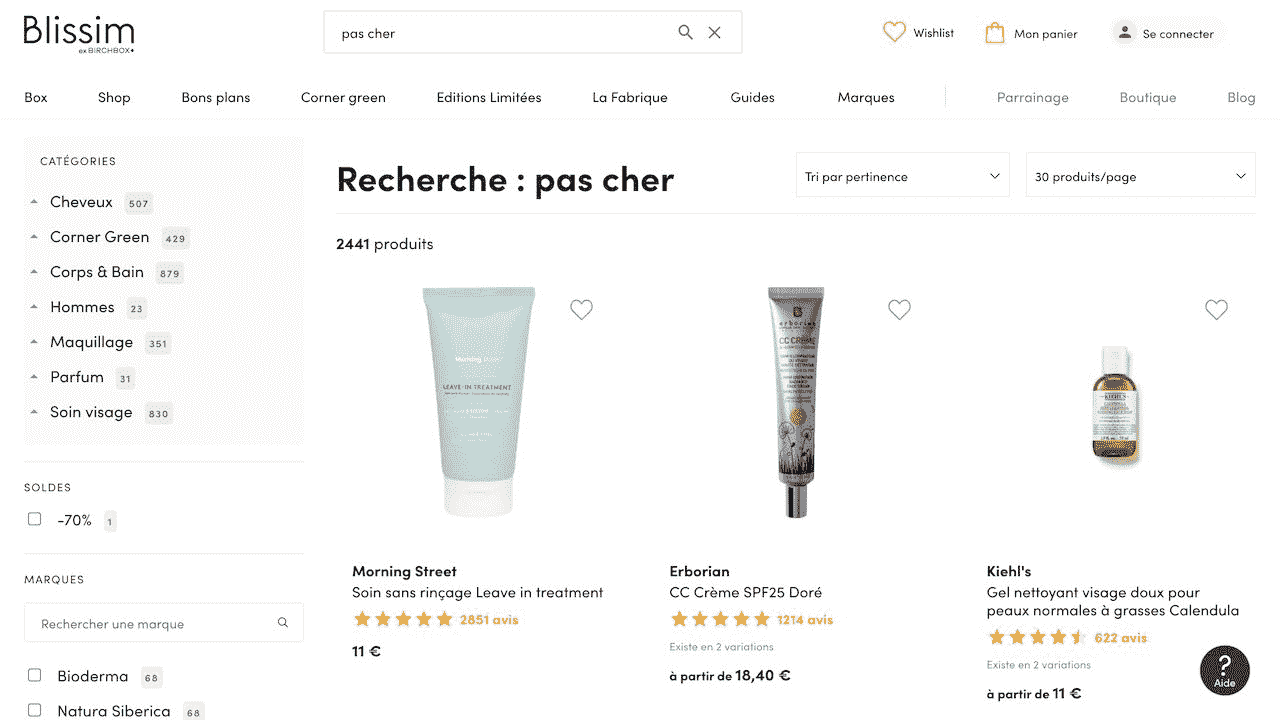 Blissim
ex BIRCHBOX
pas cher
Wishlist
Mon panier
Se connecter
Box
Shop
Bons plans
Corner green
Editions Limitées
La Fabrique
Guides
Marques
Parrainage
Boutique
Blog
CATÉGORIES
Cheveux 507
Corner Green 429
Corps & Bain 879
Hommes 23
Maquillage 351
Parfum 31
Soin visage 830
SOLDES
-70% 1
MARQUES
Rechercher une marque
Bioderma 68
Natura Siberica 68
Recherche : pas cher
Tri par pertinence
30 produits/page
2441 produits
Morning
LEAVE-IN TREATMENT
Morning Street
Soin sans rinçage Leave in treatment
2851 avis
11 €
erborian
CC CRÈME
Erborian
CC Crème SPF25 Doré
1214 avis
Existe en 2 variations
à partir de 18,40 €
KIEHL'S
Kiehl's
Gel nettoyant visage doux pour
peaux normales à grasses Calendula
622 avis
Existe en 2 variations
à partir de 11 €
?
Aide